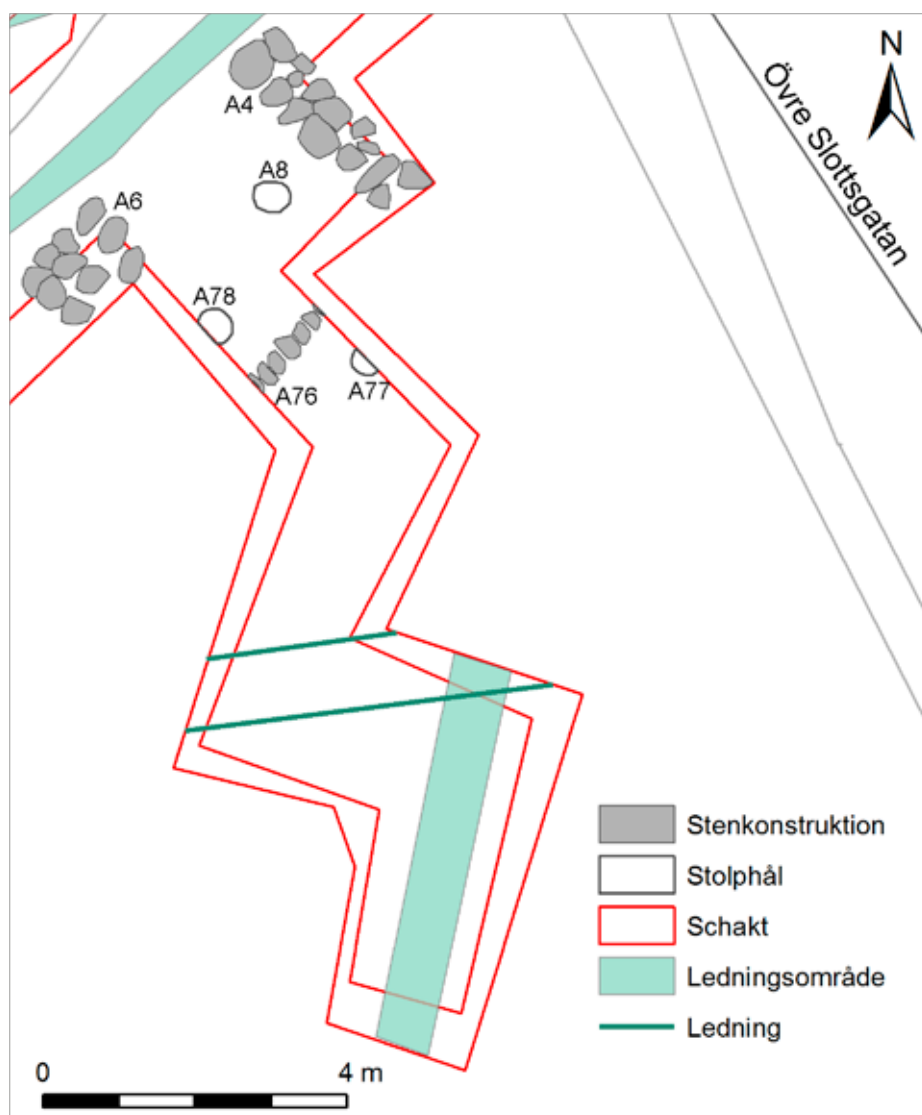 N
Övre Slottsgatan
A4
A8
A6
A78
A76
A77
Stenkonstruktion
Stolphål
Schakt
Ledningsområde
Ledning
0 4 m